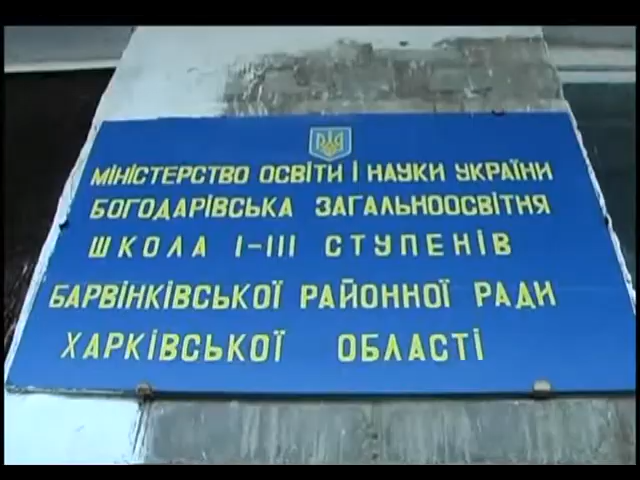 МІНІСТЕРСТВО ОСВІТИ І НАУКИ УКРАЇНИ
БОГОДАРІВСЬКА ЗАГАЛЬНООСВІТНЯ
ШКОЛА І-ІІІ СТУПЕНІВ
БАРВІНКІВСЬКОЇ РАЙОННОЇ РАДИ
ХАРКІВСЬКОЇ ОБЛАСТІ